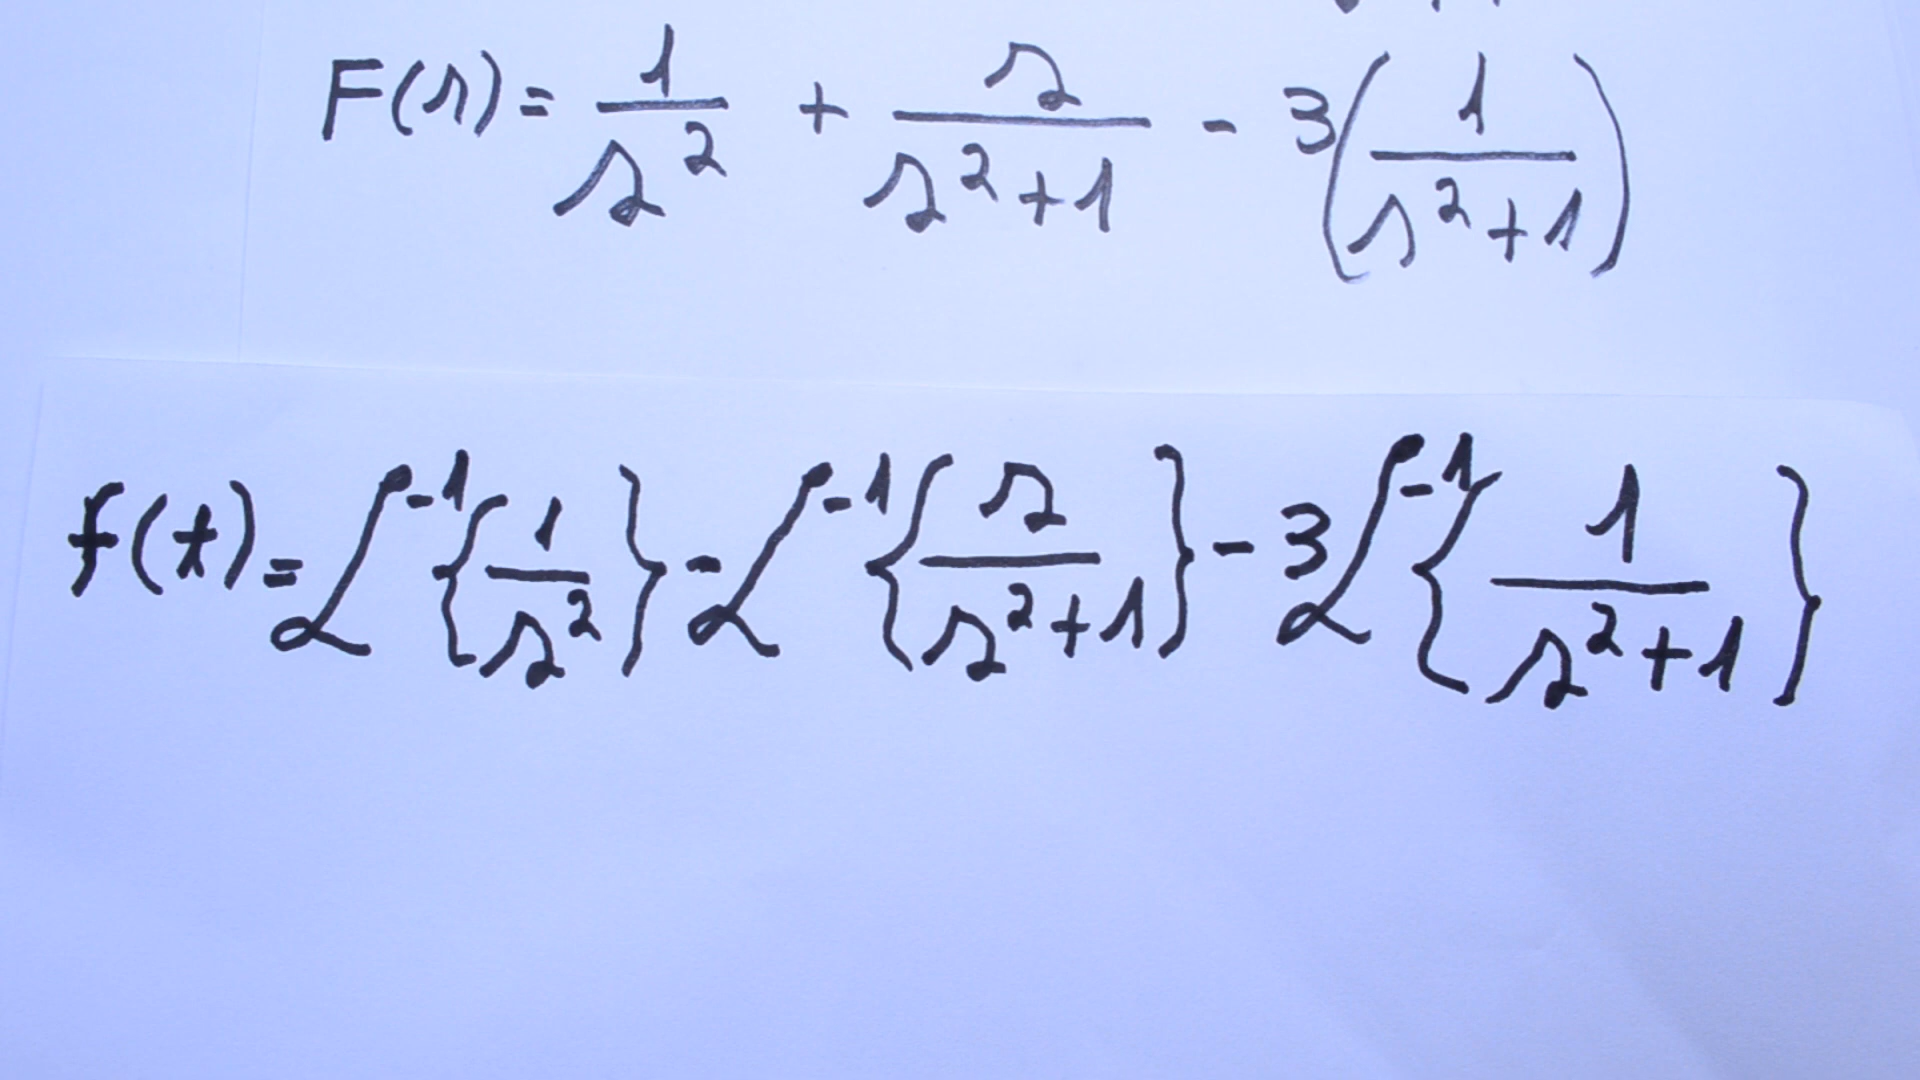 F(s) = 1/s² + s/(s²+1) - 3(1/(s²+1))
f(t) = ℒ⁻¹{1/s²} - ℒ⁻¹{s/(s²+1)} - 3ℒ⁻¹{1/(s²+1)}